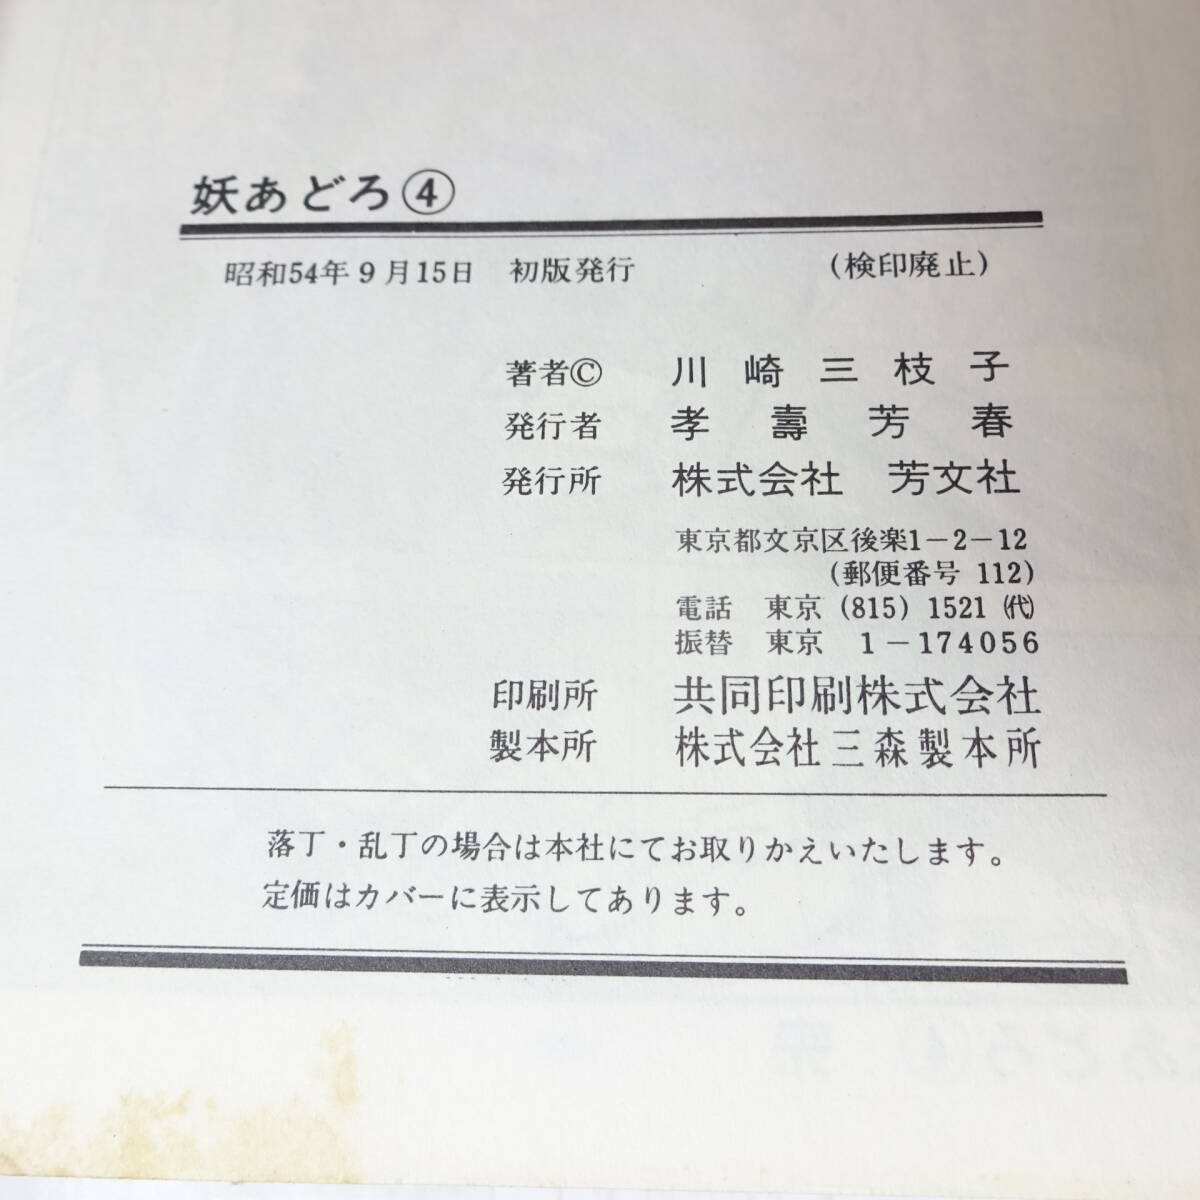 妖あどろ④
昭和54年9月15日　初版発行　（検印廃止）
著者©　川崎三枝子
発行者　孝壽芳春
発行所　株式会社　芳文社
東京都文京区後楽1－2－12
（郵便番号 112）
電話　東京（815）1521㈹
振替　東京　1－174056
印刷所　共同印刷株式会社
製本所　株式会社三森製本所
落丁・乱丁の場合は本社にてお取りかえいたします。
定価はカバーに表示してあります。